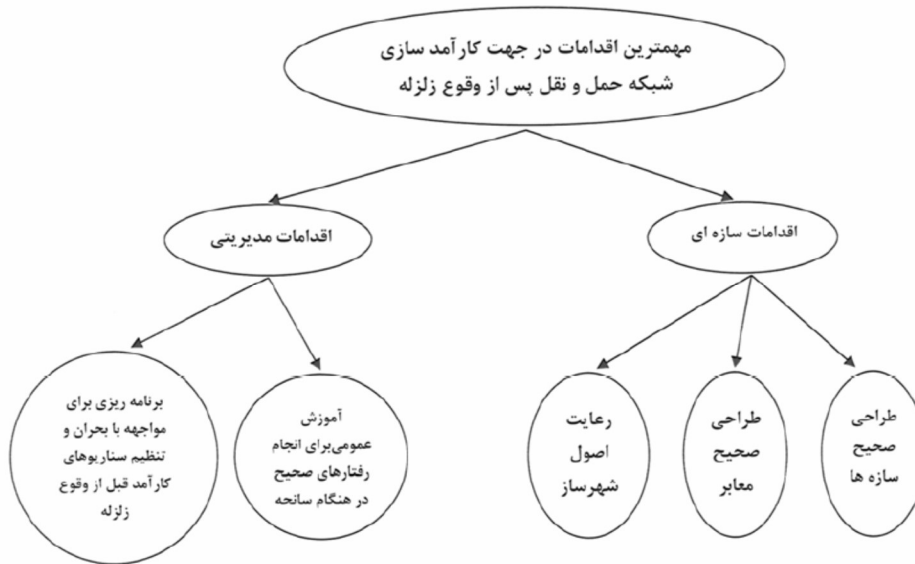 مهمترین اقدامات در جهت کارآمد سازی
شبکه حمل و نقل پس از وقوع زلزله
اقدامات سازه ای
اقدامات مدیریتی
طراحی
صحیح
سازه ها
طراحی
صحیح
معابر
رعایت
اصول
شهرساز
آموزش
عمومی‌برای انجام
رفتارهای صحیح
در هنگام سانحه
برنامه ریزی برای
مواجهه با بحران و
تنظیم سناریوهای
کارآمد قبل از وقوع
زلزله